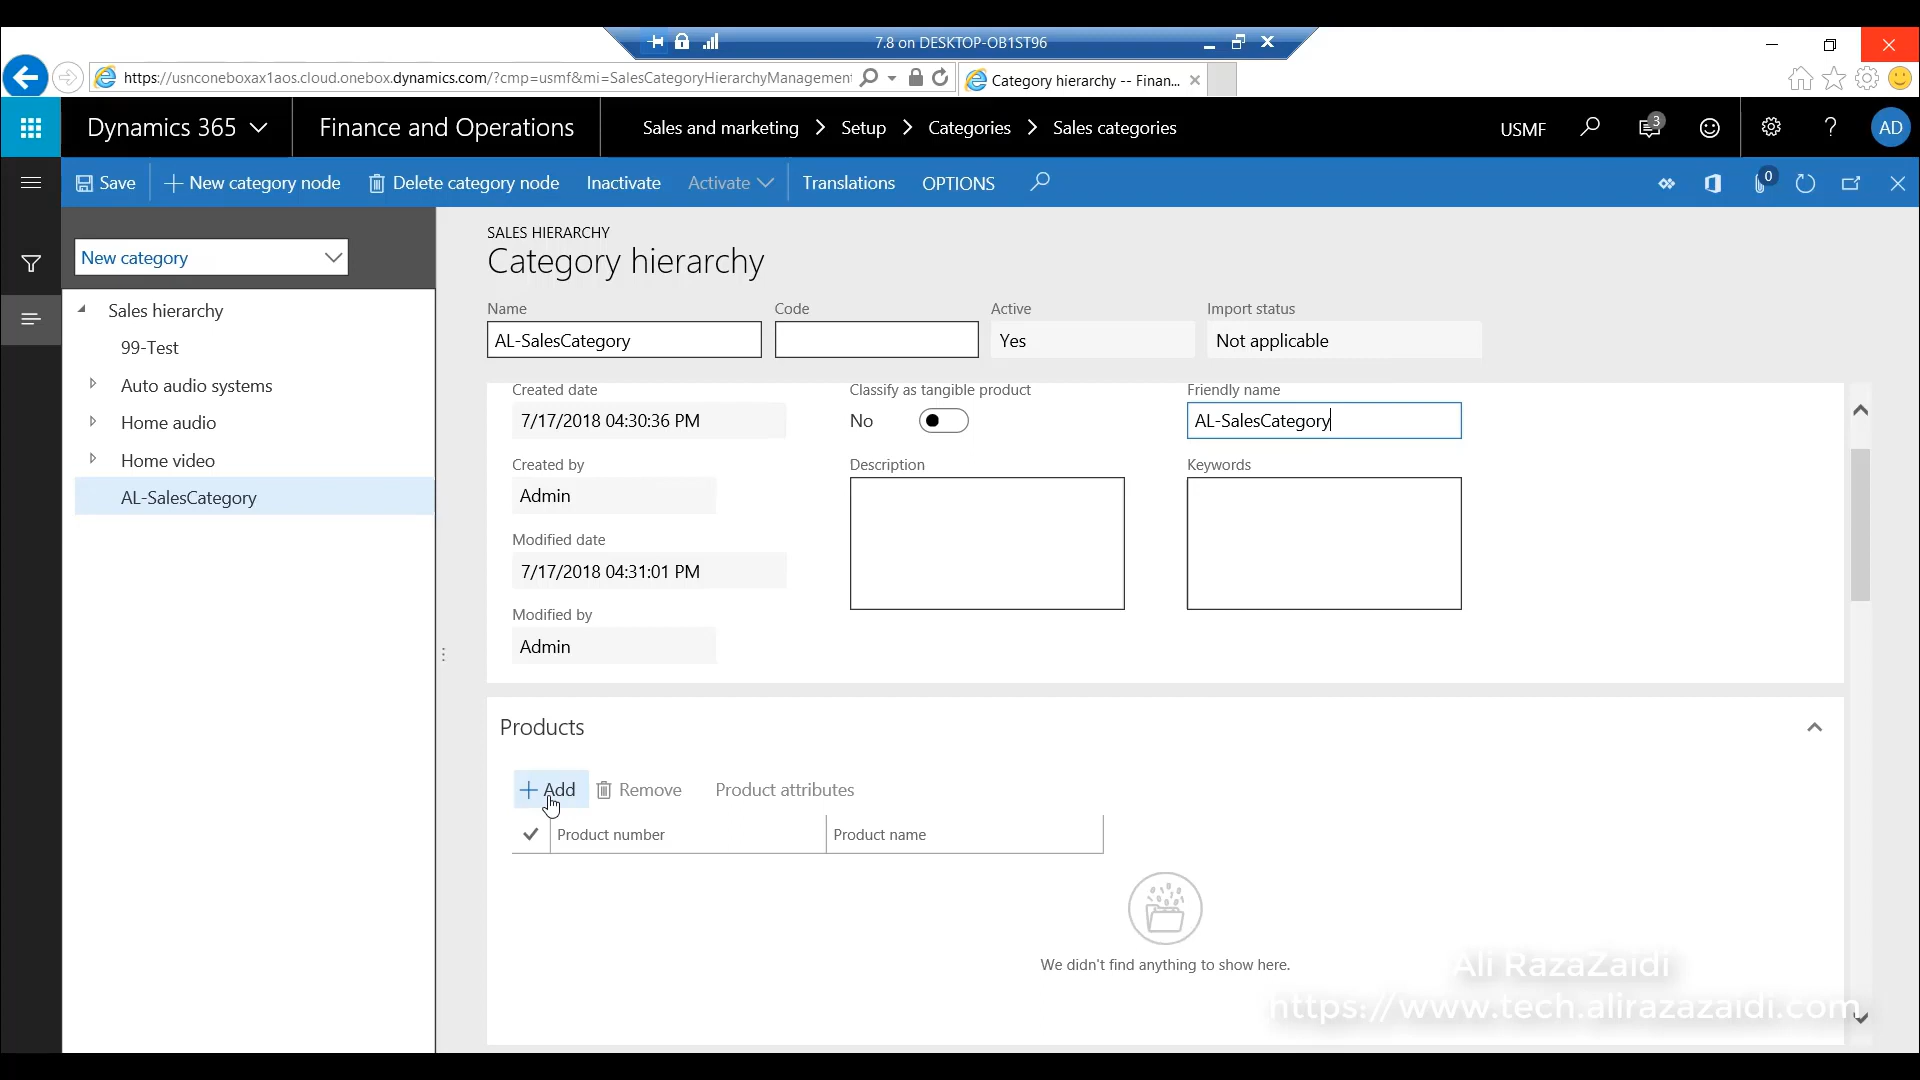 7.8 on DESKTOP-OB1ST96
https://usnconeboxax1aos.cloud.onebox.dynamics.com/?cmp=usmf&mi=SalesCategoryHierarchyManagement
Category hierarchy -- Finan...
Dynamics 365
Finance and Operations
Sales and marketing > Setup > Categories > Sales categories
USMF
3
?
AD
Save
New category node
Delete category node
Inactivate
Activate
Translations
OPTIONS
0
New category
Sales hierarchy
99-Test
Auto audio systems
Home audio
Home video
AL-SalesCategory
SALES HIERARCHY
Category hierarchy
Name
Code
Active
Import status
AL-SalesCategory
Yes
Not applicable
Created date
Classify as tangible product
Friendly name
7/17/2018 04:30:36 PM
No
AL-SalesCategory
Created by
Description
Keywords
Admin
Modified date
7/17/2018 04:31:01 PM
Modified by
Admin
Products
+ Add
Remove
Product attributes
Product number
Product name
We didn't find anything to show here.
Ali RazaZaidi
https://www.tech.alirazazaidi.com